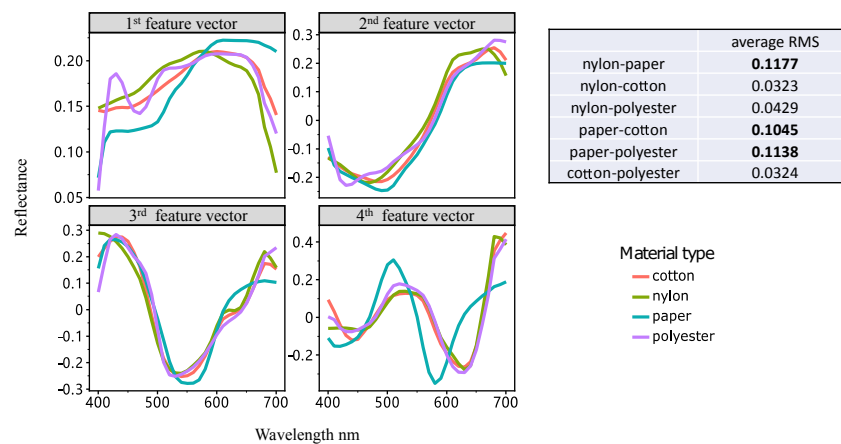 1st feature vector
2nd feature vector
0.20
0.15
0.10
0.05
0.3
0.2
0.1
0
-0.1
-0.2
Reflectance
3rd feature vector
4th feature vector
0.3
0.2
0.1
0
-0.1
-0.2
-0.3
0.4
0.2
0
-0.2
400 500 600 700
400 500 600 700
Wavelength nm
average RMS
nylon-paper 0.1177
nylon-cotton 0.0323
nylon-polyester 0.0429
paper-cotton 0.1045
paper-polyester 0.1138
cotton-polyester 0.0324
Material type
cotton
nylon
paper
polyester